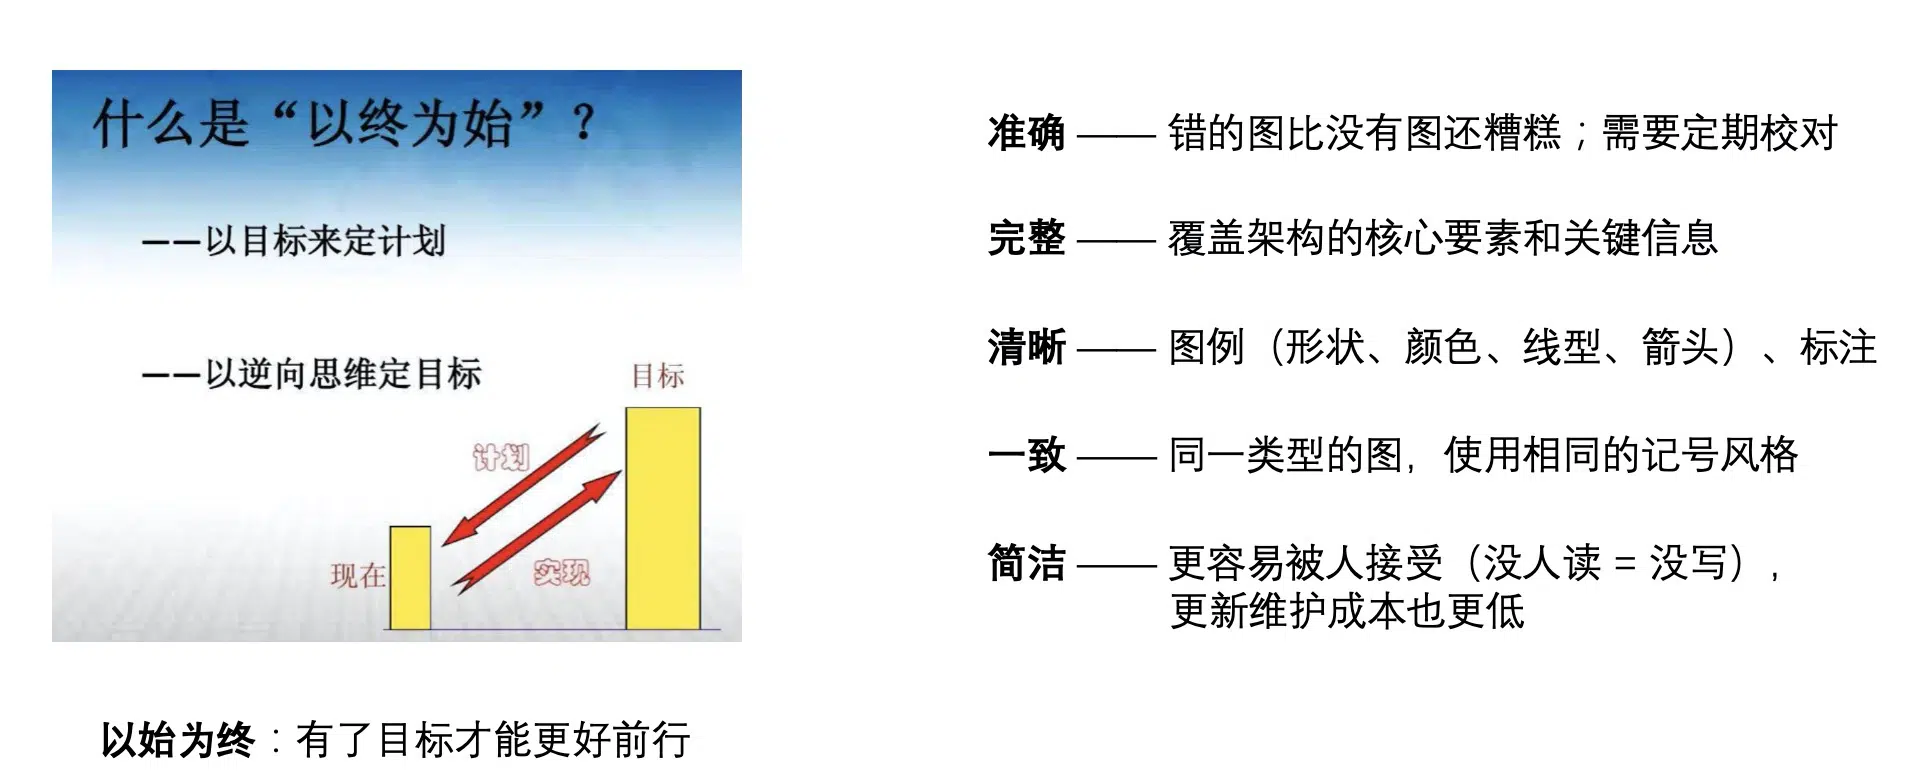 什么是“以终为始”？
——以目标来定计划
——以逆向思维定目标
目标
计划
实现
现在
以始为终：有了目标才能更好前行
准确 —— 错的图比没有图还糟糕；需要定期校对
完整 —— 覆盖架构的核心要素和关键信息
清晰 —— 图例（形状、颜色、线型、箭头）、标注
一致 —— 同一类型的图，使用相同的记号风格
简洁 —— 更容易被人接受（没人读 = 没写），
更新维护成本也更低